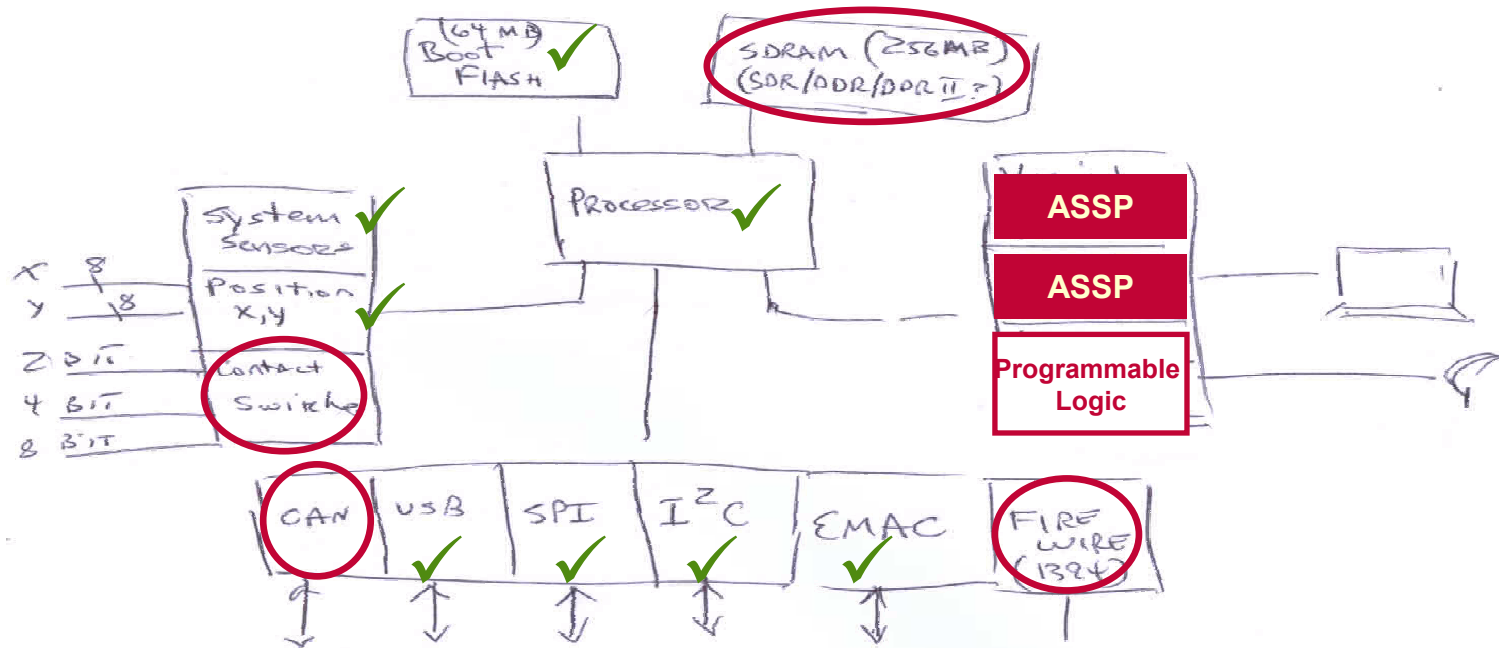 (64 MB)
Boot
FLASH
SDRAM (256MB)
(SDR/DDR/DDR II ?)
PROCESSOR
System
Sensors
Position
X,Y
Contact
Switche
X 8
Y 8
2 BIT
4 BIT
8 BIT
ASSP
ASSP
Programmable
Logic
CAN
USB
SPI
I²C
EMAC
FIRE
WIRE
(1394)